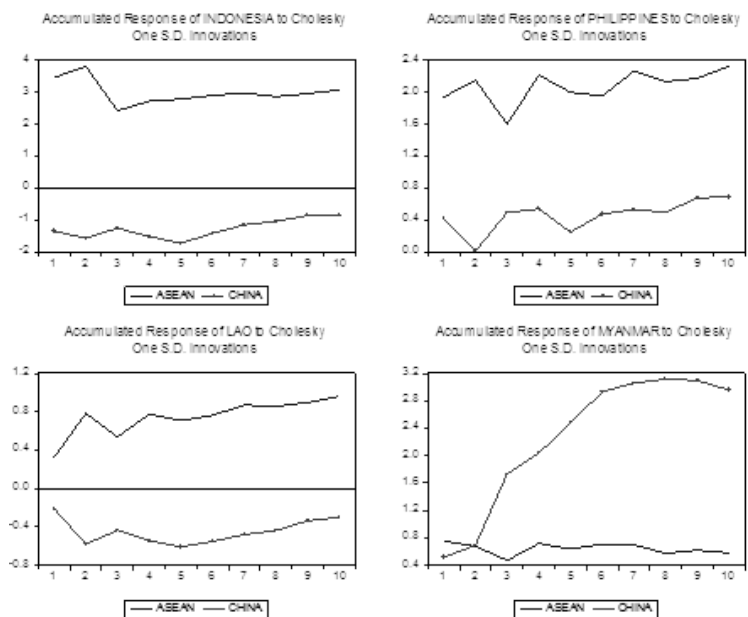 Accumulated Response of INDONESIA to Cholesky
One S.D. Innovations
4
3
2
1
0
-1
-2
1 2 3 4 5 6 7 8 9 10
ASEAN CHINA
Accumulated Response of PHILIPPINES to Cholesky
One S.D. Innovations
2.4
2.0
1.6
1.2
0.8
0.4
0.0
1 2 3 4 5 6 7 8 9 10
ASEAN CHINA
Accumulated Response of LAO to Cholesky
One S.D. Innovations
1.2
0.8
0.4
0.0
-0.4
-0.8
1 2 3 4 5 6 7 8 9 10
ASEAN CHINA
Accumulated Response of MYANMAR to Cholesky
One S.D. Innovations
3.2
2.8
2.4
2.0
1.6
1.2
0.8
0.4
1 2 3 4 5 6 7 8 9 10
ASEAN CHINA